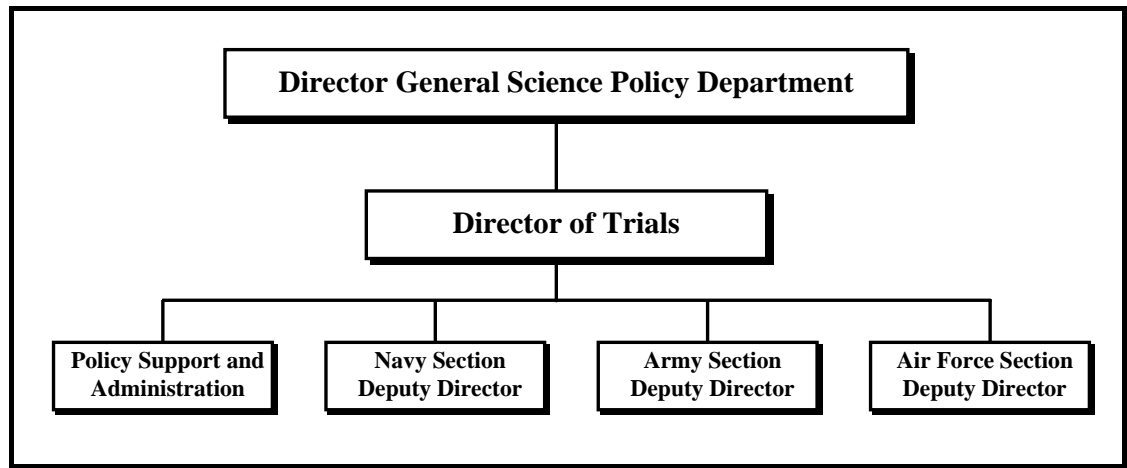 Director General Science Policy Department
Director of Trials
Policy Support and
Administration
Navy Section
Deputy Director
Army Section
Deputy Director
Air Force Section
Deputy Director